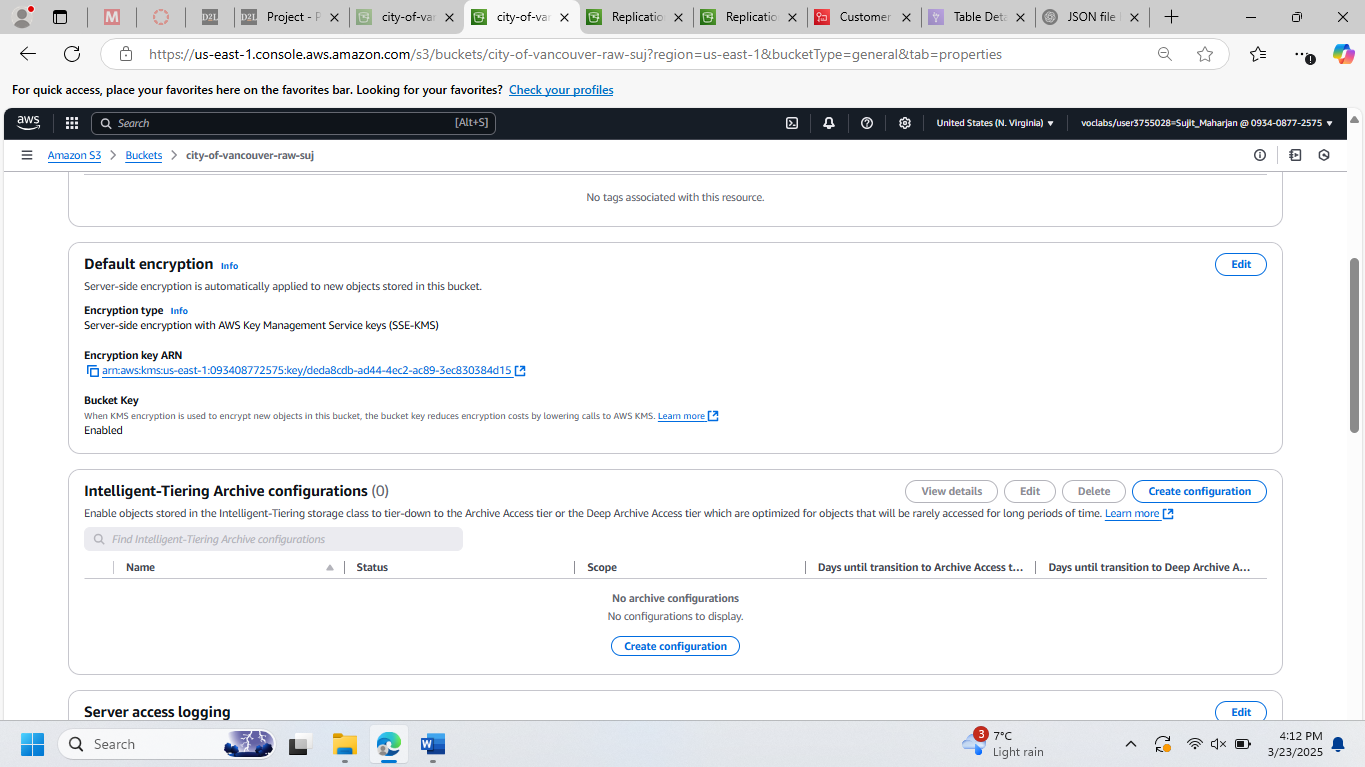 M
D2L
D2L Project - P
city-of-va
city-of-va
Replicatio
Replicatio
Customer
Table Deta
JSON file
https://us-east-1.console.aws.amazon.com/s3/buckets/city-of-vancouver-raw-suj?region=us-east-1&bucketType=general&tab=properties
For quick access, place your favorites here on the favorites bar. Looking for your favorites? Check your profiles
aws
Search [Alt+S]
United States (N. Virginia)
voclabs/user3755028=Sujit_Maharjan @ 0934-0877-2575
Amazon S3 > Buckets > city-of-vancouver-raw-suj
No tags associated with this resource.
Default encryption Info
Edit
Server-side encryption is automatically applied to new objects stored in this bucket.
Encryption type Info
Server-side encryption with AWS Key Management Service keys (SSE-KMS)
Encryption key ARN
arn:aws:kms:us-east-1:093408772575:key/deda8cdb-ad44-4ec2-ac89-3ec830384d15
Bucket Key
When KMS encryption is used to encrypt new objects in this bucket, the bucket key reduces encryption costs by lowering calls to AWS KMS. Learn more
Enabled
Intelligent-Tiering Archive configurations (0)
View details
Edit
Delete
Create configuration
Enable objects stored in the Intelligent-Tiering storage class to tier-down to the Archive Access tier or the Deep Archive Access tier which are optimized for objects that will be rarely accessed for long periods of time. Learn more
Find Intelligent-Tiering Archive configurations
Name
Status
Scope
Days until transition to Archive Access t...
Days until transition to Deep Archive A...
No archive configurations
No configurations to display.
Create configuration
Server access logging
Edit
Search
3
7°C
Light rain
4:12 PM
3/23/2025